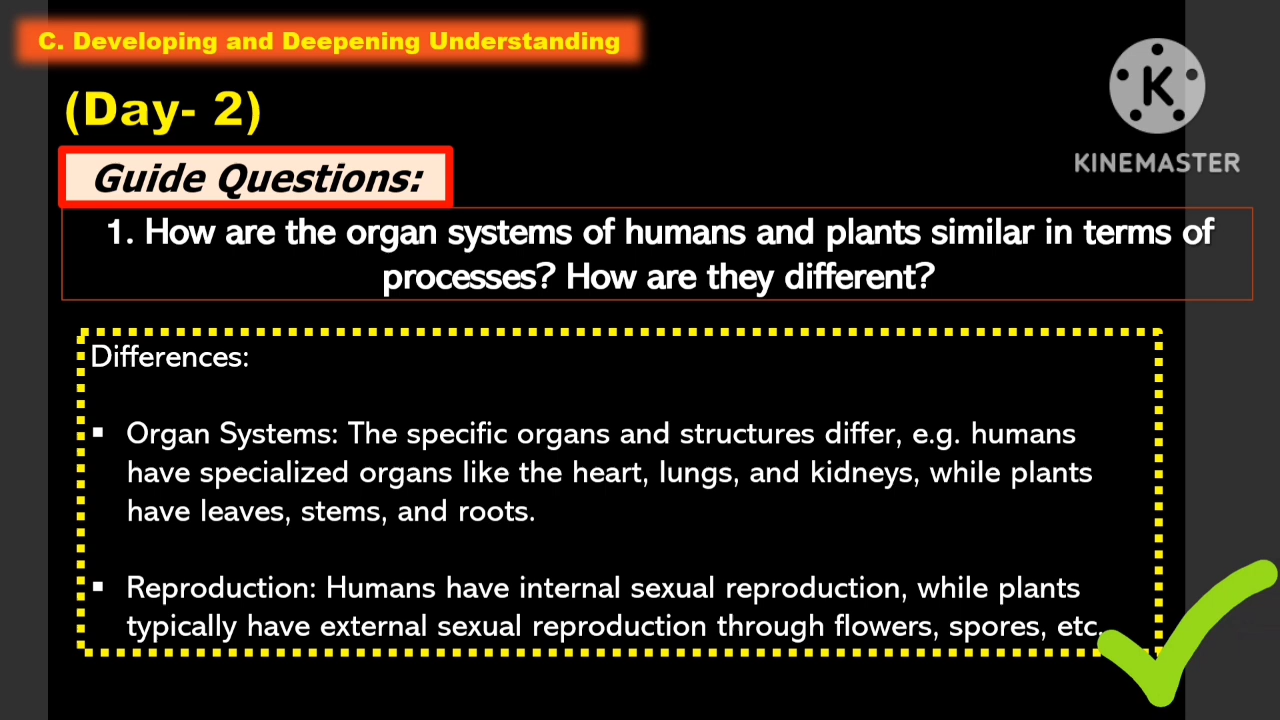 C. Developing and Deepening Understanding
(Day- 2)
K
KINEMASTER
Guide Questions:
1. How are the organ systems of humans and plants similar in terms of
processes? How are they different?
Differences:
▪ Organ Systems: The specific organs and structures differ, e.g. humans
have specialized organs like the heart, lungs, and kidneys, while plants
have leaves, stems, and roots.
▪ Reproduction: Humans have internal sexual reproduction, while plants
typically have external sexual reproduction through flowers, spores, etc.